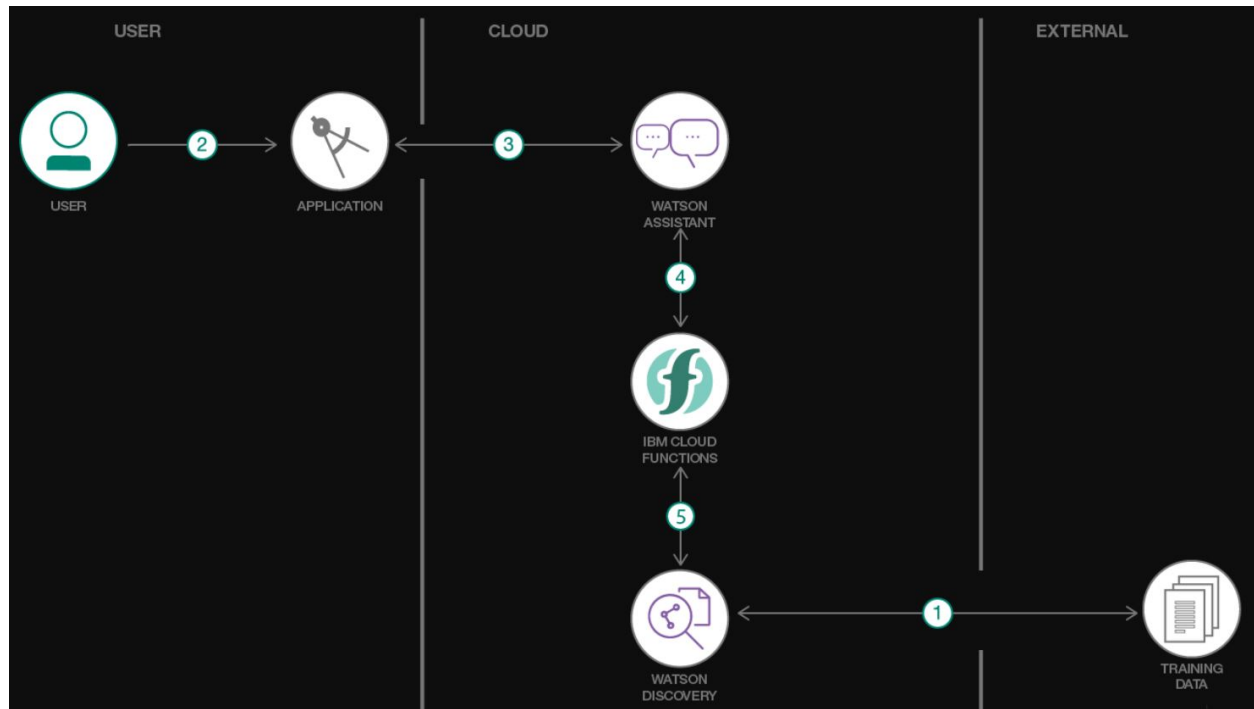 USER
CLOUD
EXTERNAL
2
3
USER
APPLICATION
WATSON
ASSISTANT
4
IBM CLOUD
FUNCTIONS
5
1
WATSON
DISCOVERY
TRAINING
DATA